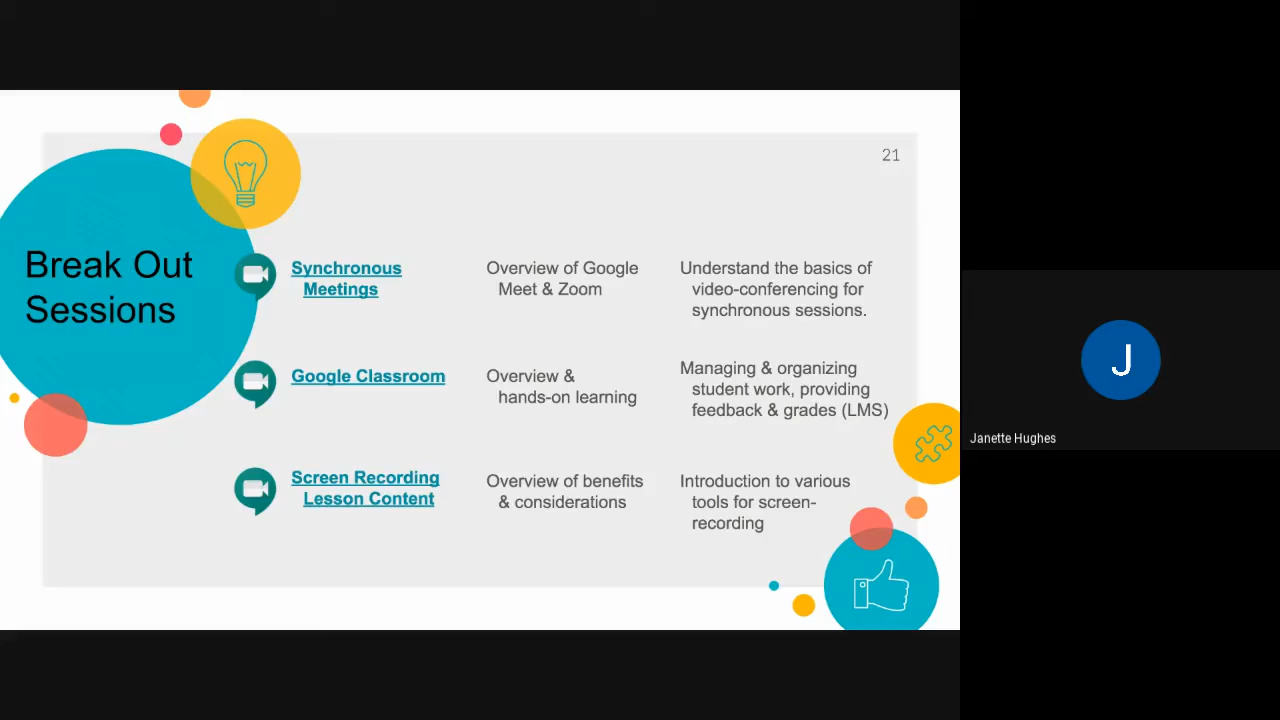 21
Break Out
Sessions
Synchronous
Meetings
Overview of Google
Meet & Zoom
Understand the basics of
video-conferencing for
synchronous sessions.
Google Classroom
Overview &
hands-on learning
Managing & organizing
student work, providing
feedback & grades (LMS)
Screen Recording
Lesson Content
Overview of benefits
& considerations
Introduction to various
tools for screen-
recording
J
Janette Hughes